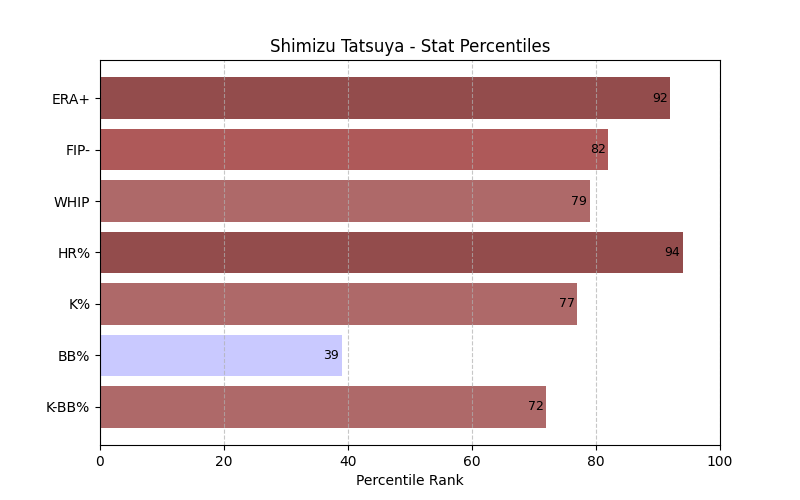 Shimizu Tatsuya - Stat Percentiles
ERA+ 92
FIP- 82
WHIP 79
HR% 94
K% 77
BB% 39
K-BB% 72
0 20 40 60 80 100
Percentile Rank